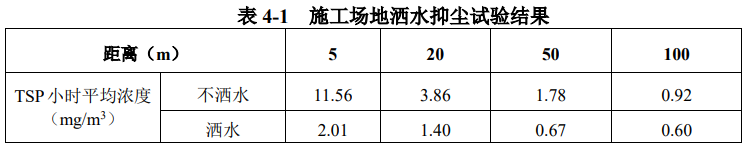 表 4-1 施工场地洒水抑尘试验结果
距离（m） 5 20 50 100
TSP 小时平均浓度（mg/m³） 不洒水 11.56 3.86 1.78 0.92
洒水 2.01 1.40 0.67 0.60